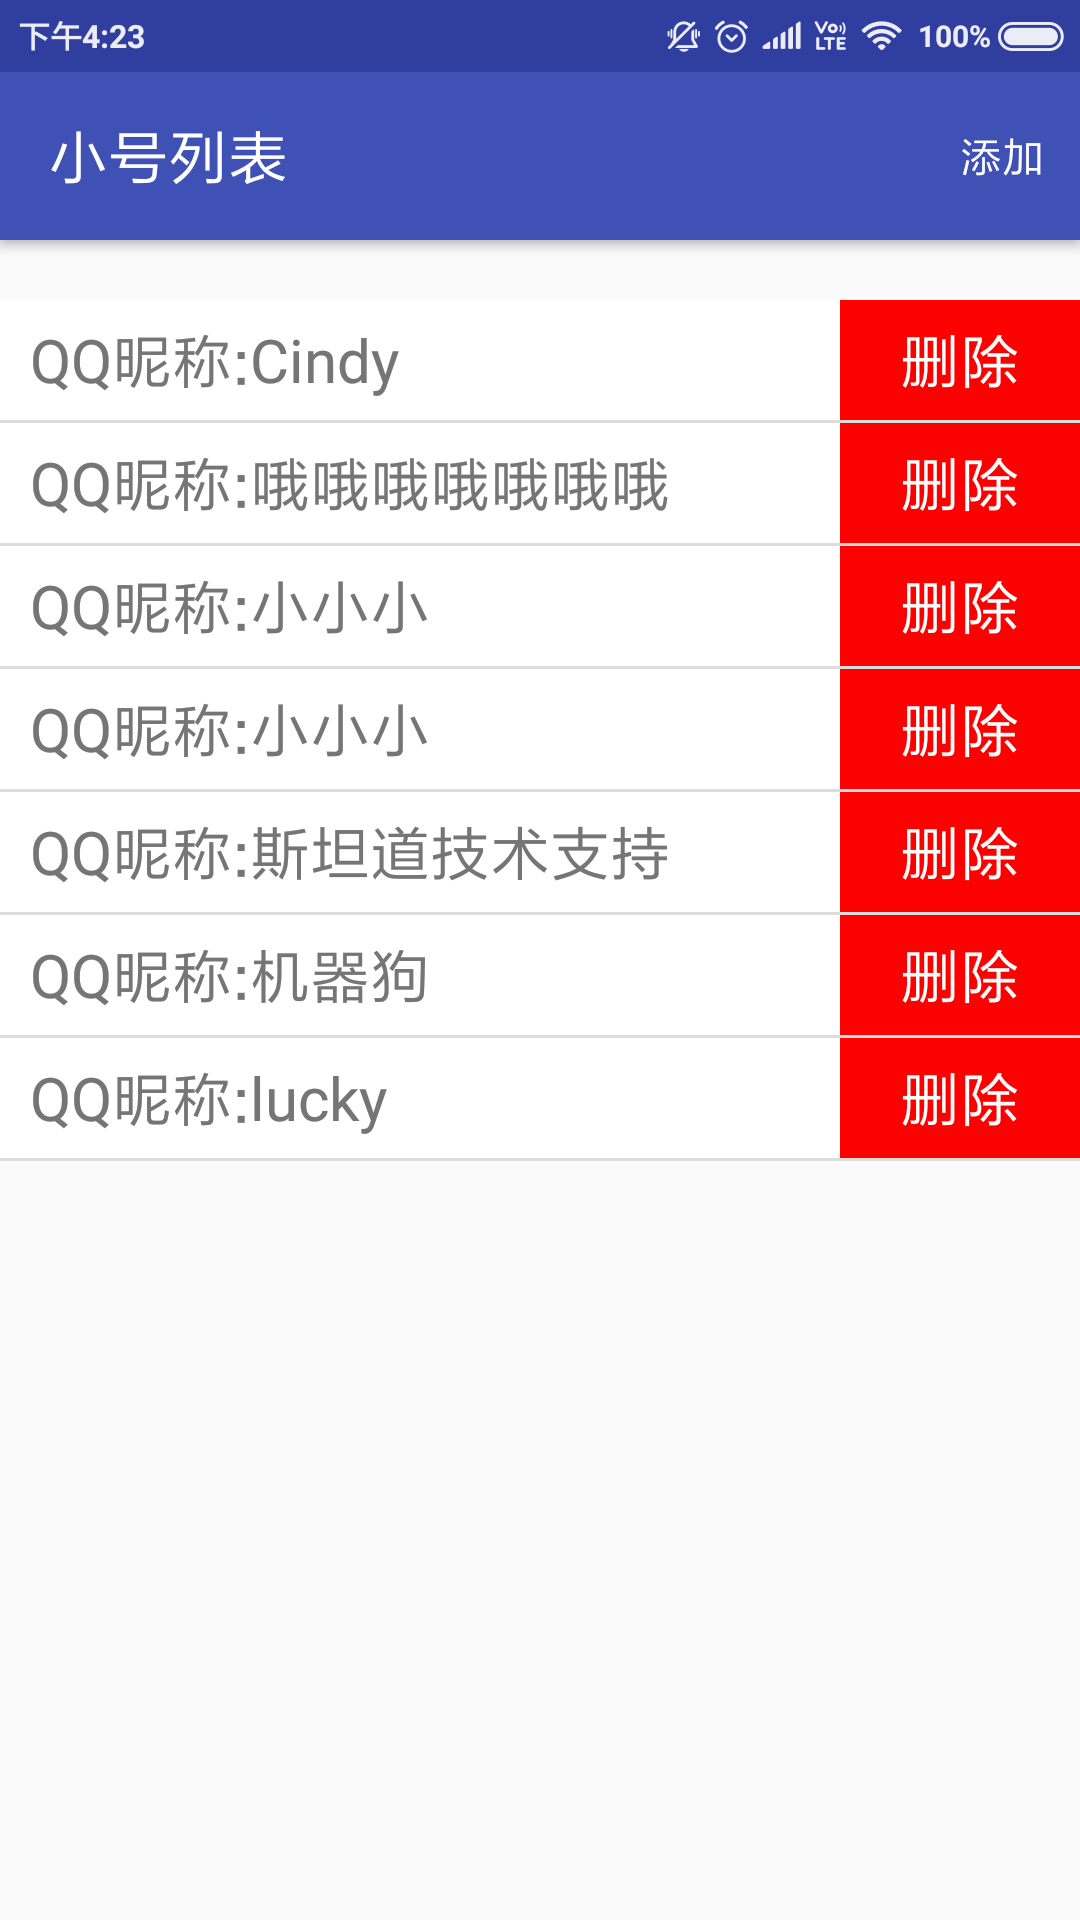 下午4:23 VoLTE 100%
小号列表 添加
QQ昵称:Cindy 删除
QQ昵称:哦哦哦哦哦哦哦 删除
QQ昵称:小小小 删除
QQ昵称:小小小 删除
QQ昵称:斯坦道技术支持 删除
QQ昵称:机器狗 删除
QQ昵称:lucky 删除